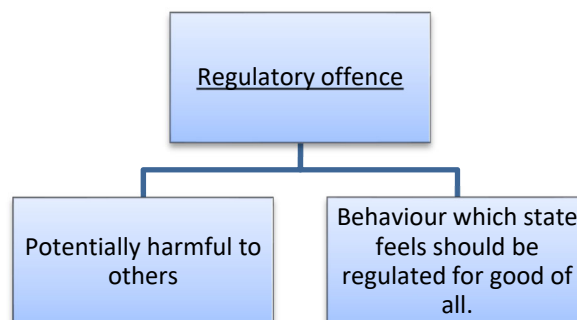 Regulatory offence
Potentially harmful to
others
Behaviour which state
feels should be
regulated for good of
all.